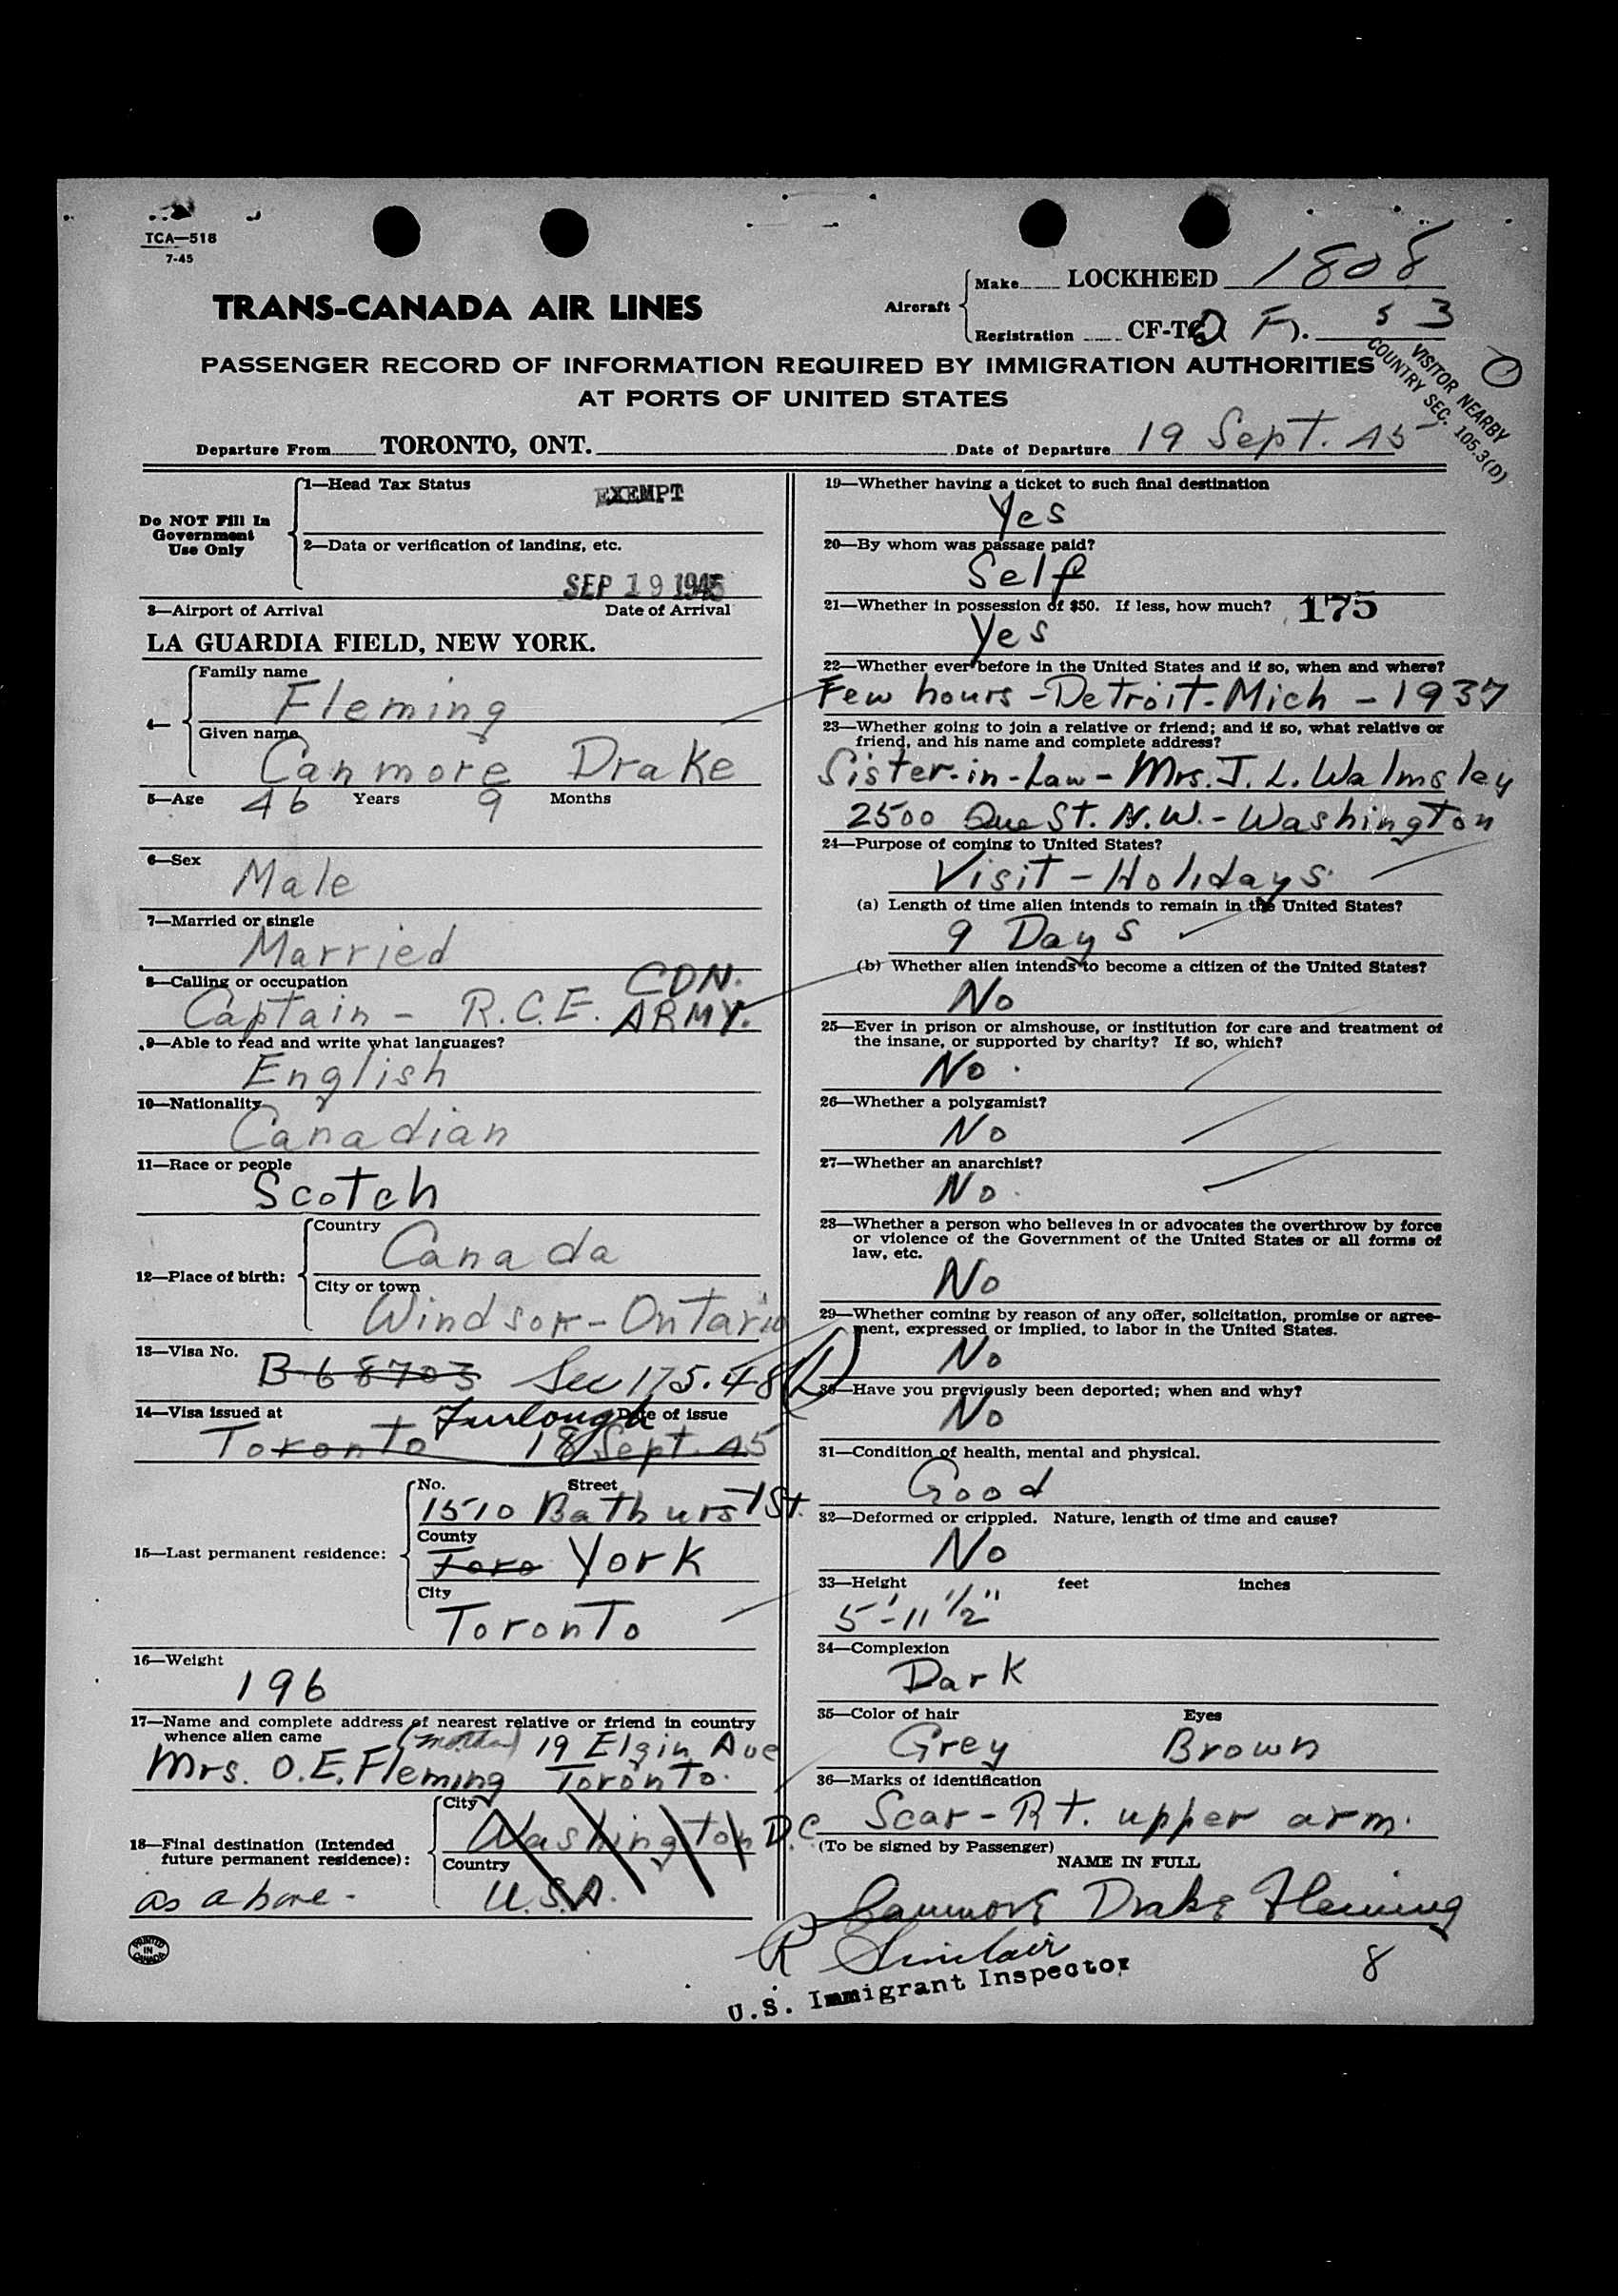 TCA—518
7-45
TRANS-CANADA AIR LINES
Aircraft
Make LOCKHEED 1808
Registration CF-TC
PASSENGER RECORD OF INFORMATION REQUIRED BY IMMIGRATION AUTHORITIES
AT PORTS OF UNITED STATES
VISITOR NEARBY
COUNTRY SEC. 105.3(D)
Departure From TORONTO, ONT. Date of Departure 19 Sept. 45
Do NOT Fill In
Government
Use Only
1—Head Tax Status EXEMPT
2—Data or verification of landing, etc.
SEP 19 1945
3—Airport of Arrival Date of Arrival
LA GUARDIA FIELD, NEW YORK.
4—
Family name
Fleming
Given name
Canmore Drake
5—Age 46 Years 9 Months
6—Sex
Male
7—Married or single
Married
8—Calling or occupation
Captain - R.C.E. CDN. ARMY.
9—Able to read and write what languages?
English
10—Nationality
Canadian
11—Race or people
Scotch
12—Place of birth:
Country
Canada
City or town
Windsor - Ontario
13—Visa No.
B 68703 Sec 175.48
14—Visa issued at Furlough Date of issue
Toronto 18 Sept. 45
15—Last permanent residence:
No. Street
1510 Bathurst St.
County
Toro York
City
Toronto
16—Weight
196
17—Name and complete address of nearest relative or friend in country
whence alien came
(mother) 19 Elgin Ave
Mrs. O.E. Fleming Toronto.
18—Final destination (Intended
future permanent residence):
as above -
City
Washington D.C.
Country
U.S.A.
PRINTED
IN
CANADA
19—Whether having a ticket to such final destination
Yes
20—By whom was passage paid?
Self
21—Whether in possession of $50. If less, how much? 175
Yes
22—Whether ever before in the United States and if so, when and where?
Few hours - Detroit - Mich - 1937
23—Whether going to join a relative or friend; and if so, what relative or
friend, and his name and complete address?
Sister-in-Law - Mrs. J. L. Walmsley
2500 Que St. N.W. - Washington
24—Purpose of coming to United States?
Visit - Holidays.
(a) Length of time alien intends to remain in the United States?
9 Days
(b) Whether alien intends to become a citizen of the United States?
No
25—Ever in prison or almshouse, or institution for care and treatment of
the insane, or supported by charity? If so, which?
No.
26—Whether a polygamist?
No
27—Whether an anarchist?
No.
28—Whether a person who believes in or advocates the overthrow by force
or violence of the Government of the United States or all forms of
law, etc.
No
29—Whether coming by reason of any offer, solicitation, promise or agree-
ment, expressed or implied, to labor in the United States.
No
30—Have you previously been deported; when and why?
No
31—Condition of health, mental and physical.
Good
32—Deformed or crippled. Nature, length of time and cause?
No
33—Height feet inches
5'-11 1/2"
34—Complexion
Dark
35—Color of hair Eyes
Grey Brown
36—Marks of identification
Scar - Rt. upper arm.
(To be signed by Passenger)
NAME IN FULL
Canmore Drake Fleming
R Sinclair
U.S. Immigrant Inspector
8